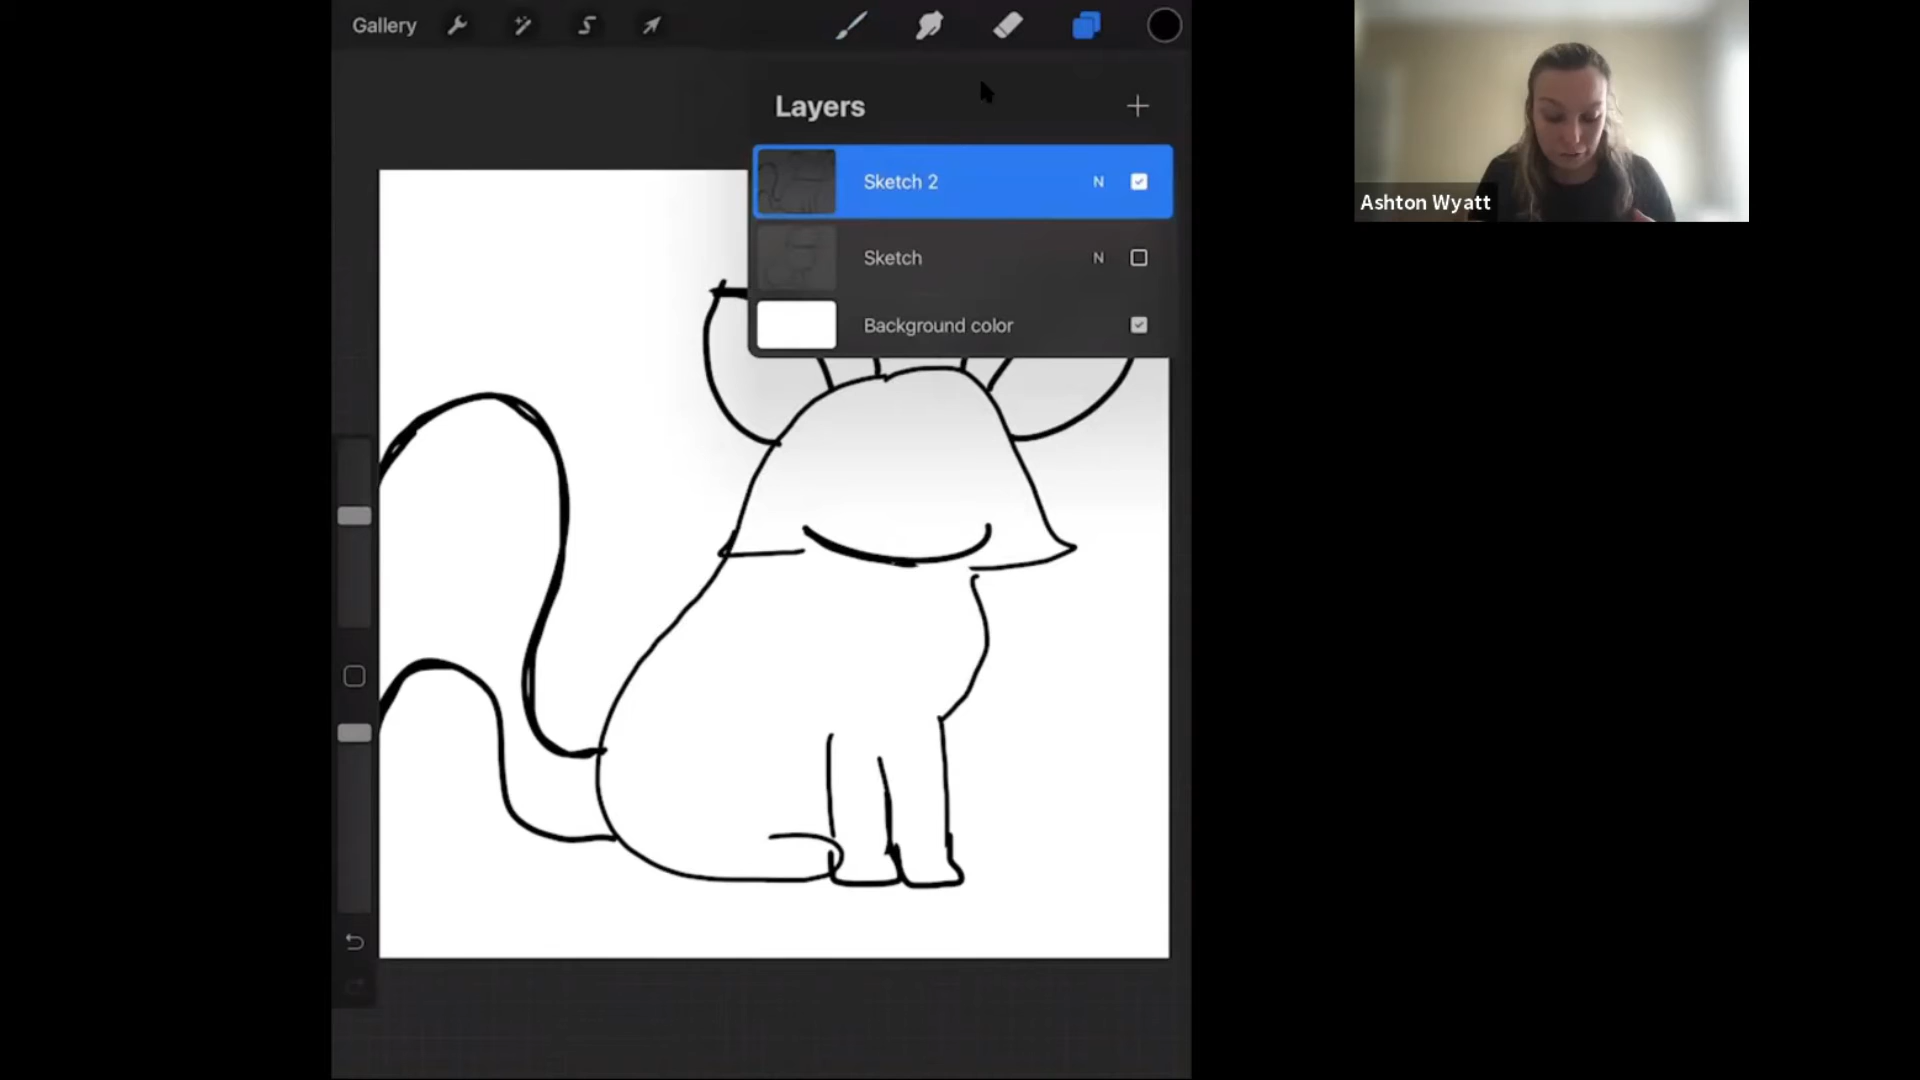 Gallery
Layers
Sketch 2 N
Sketch N
Background color
Ashton Wyatt